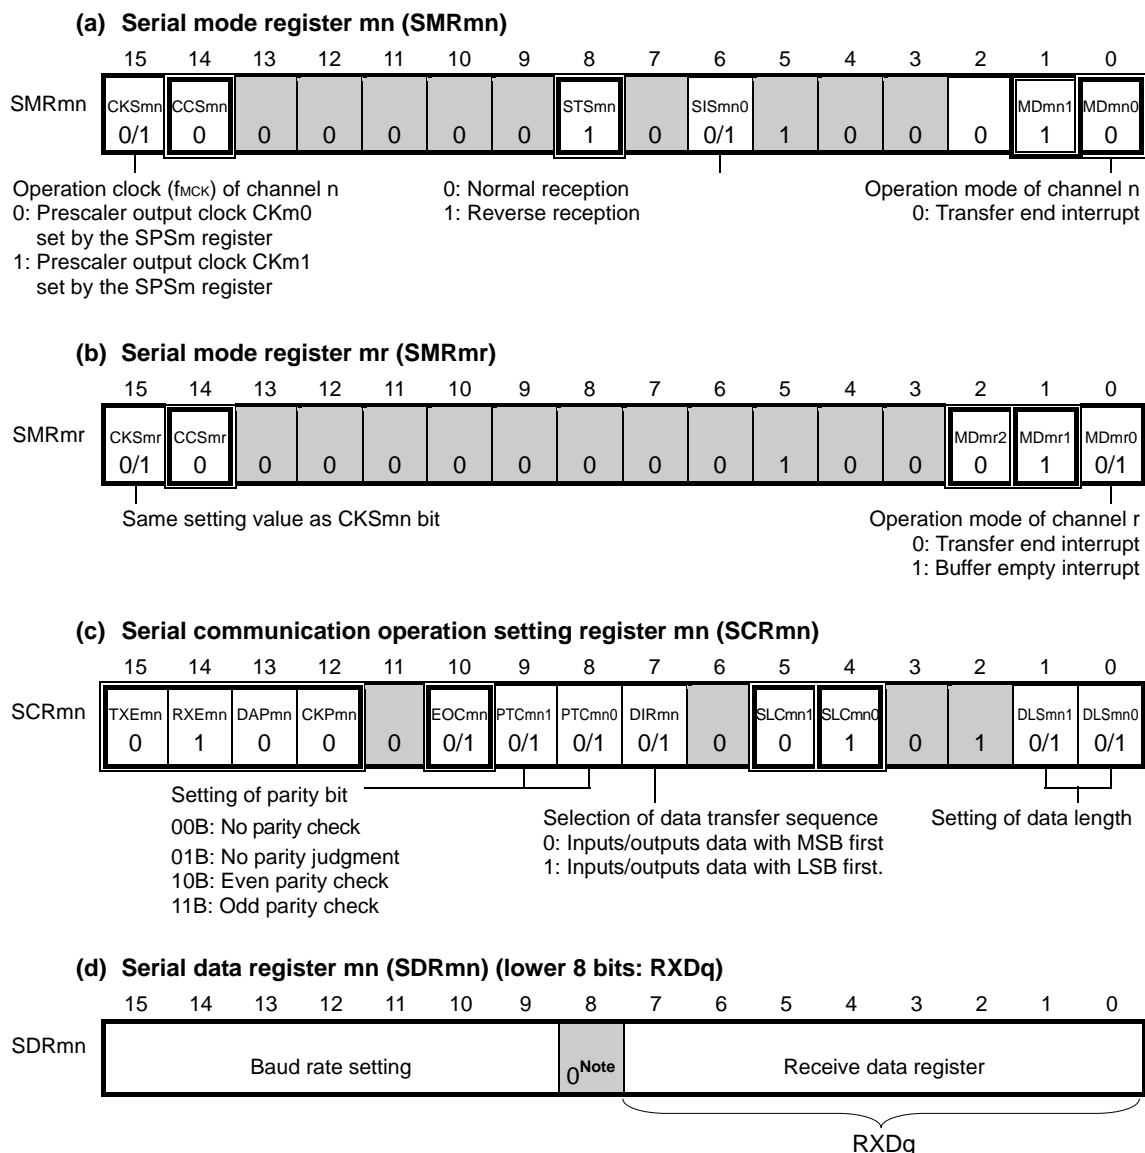 (a) Serial mode register mn (SMRmn)
15 14 13 12 11 10 9 8 7 6 5 4 3 2 1 0
SMRmn CKSmn CCSmn STSmn SISmn0 MDmn1 MDmn0
0/1 0 0 0 0 0 0 1 0 0/1 1 0 0 0 1 0
Operation clock (fMCK) of channel n
0: Prescaler output clock CKm0
set by the SPSm register
1: Prescaler output clock CKm1
set by the SPSm register
0: Normal reception
1: Reverse reception
Operation mode of channel n
0: Transfer end interrupt
(b) Serial mode register mr (SMRmr)
15 14 13 12 11 10 9 8 7 6 5 4 3 2 1 0
SMRmr CKSmr CCSmr MDmr2 MDmr1 MDmr0
0/1 0 0 0 0 0 0 0 0 0 1 0 0 0 1 0/1
Same setting value as CKSmn bit
Operation mode of channel r
0: Transfer end interrupt
1: Buffer empty interrupt
(c) Serial communication operation setting register mn (SCRmn)
15 14 13 12 11 10 9 8 7 6 5 4 3 2 1 0
SCRmn TXEmn RXEmn DAPmn CKPmn EOCmn PTCmn1 PTCmn0 DIRmn SLCmn1 SLCmn0 DLSmn1 DLSmn0
0 1 0 0 0 0/1 0/1 0/1 0/1 0 0 1 0 1 0/1 0/1
Setting of parity bit
00B: No parity check
01B: No parity judgment
10B: Even parity check
11B: Odd parity check
Selection of data transfer sequence
0: Inputs/outputs data with MSB first
1: Inputs/outputs data with LSB first.
Setting of data length
(d) Serial data register mn (SDRmn) (lower 8 bits: RXDq)
15 14 13 12 11 10 9 8 7 6 5 4 3 2 1 0
SDRmn Baud rate setting 0Note Receive data register
RXDq